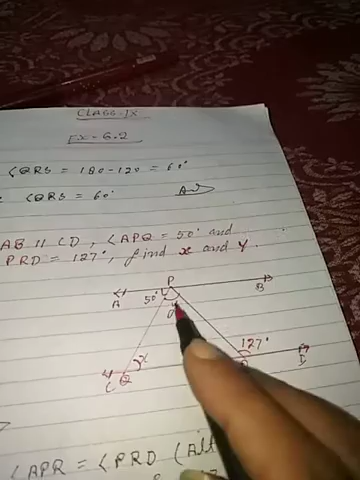 CLASS-IX
EX-6.2
∠QRS = 180-120 = 60°
∠QRS = 60°
AB || CD, ∠APQ = 50° and
PRD = 127°, find x and y.
P
A
B
50°
y
127°
x
C
Q
D
∠APR = ∠PRD (Alt